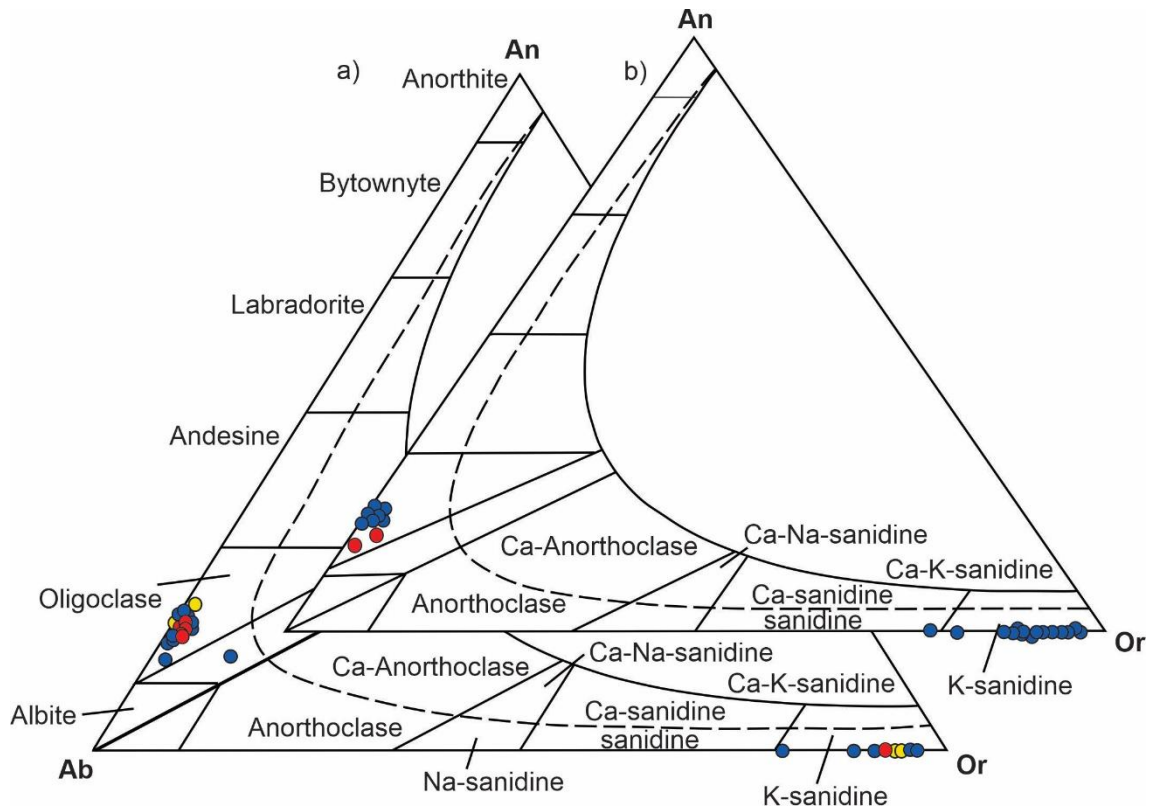 An
An
a)
b)
Anorthite
Bytownyte
Labradorite
Andesine
Oligoclase
Albite
Ab
Ca-Anorthoclase
Ca-Na-sanidine
Ca-K-sanidine
Anorthoclase
Ca-sanidine
sanidine
Or
K-sanidine
Ca-Anorthoclase
Ca-Na-sanidine
Ca-K-sanidine
Anorthoclase
Ca-sanidine
sanidine
Na-sanidine
K-sanidine
Or